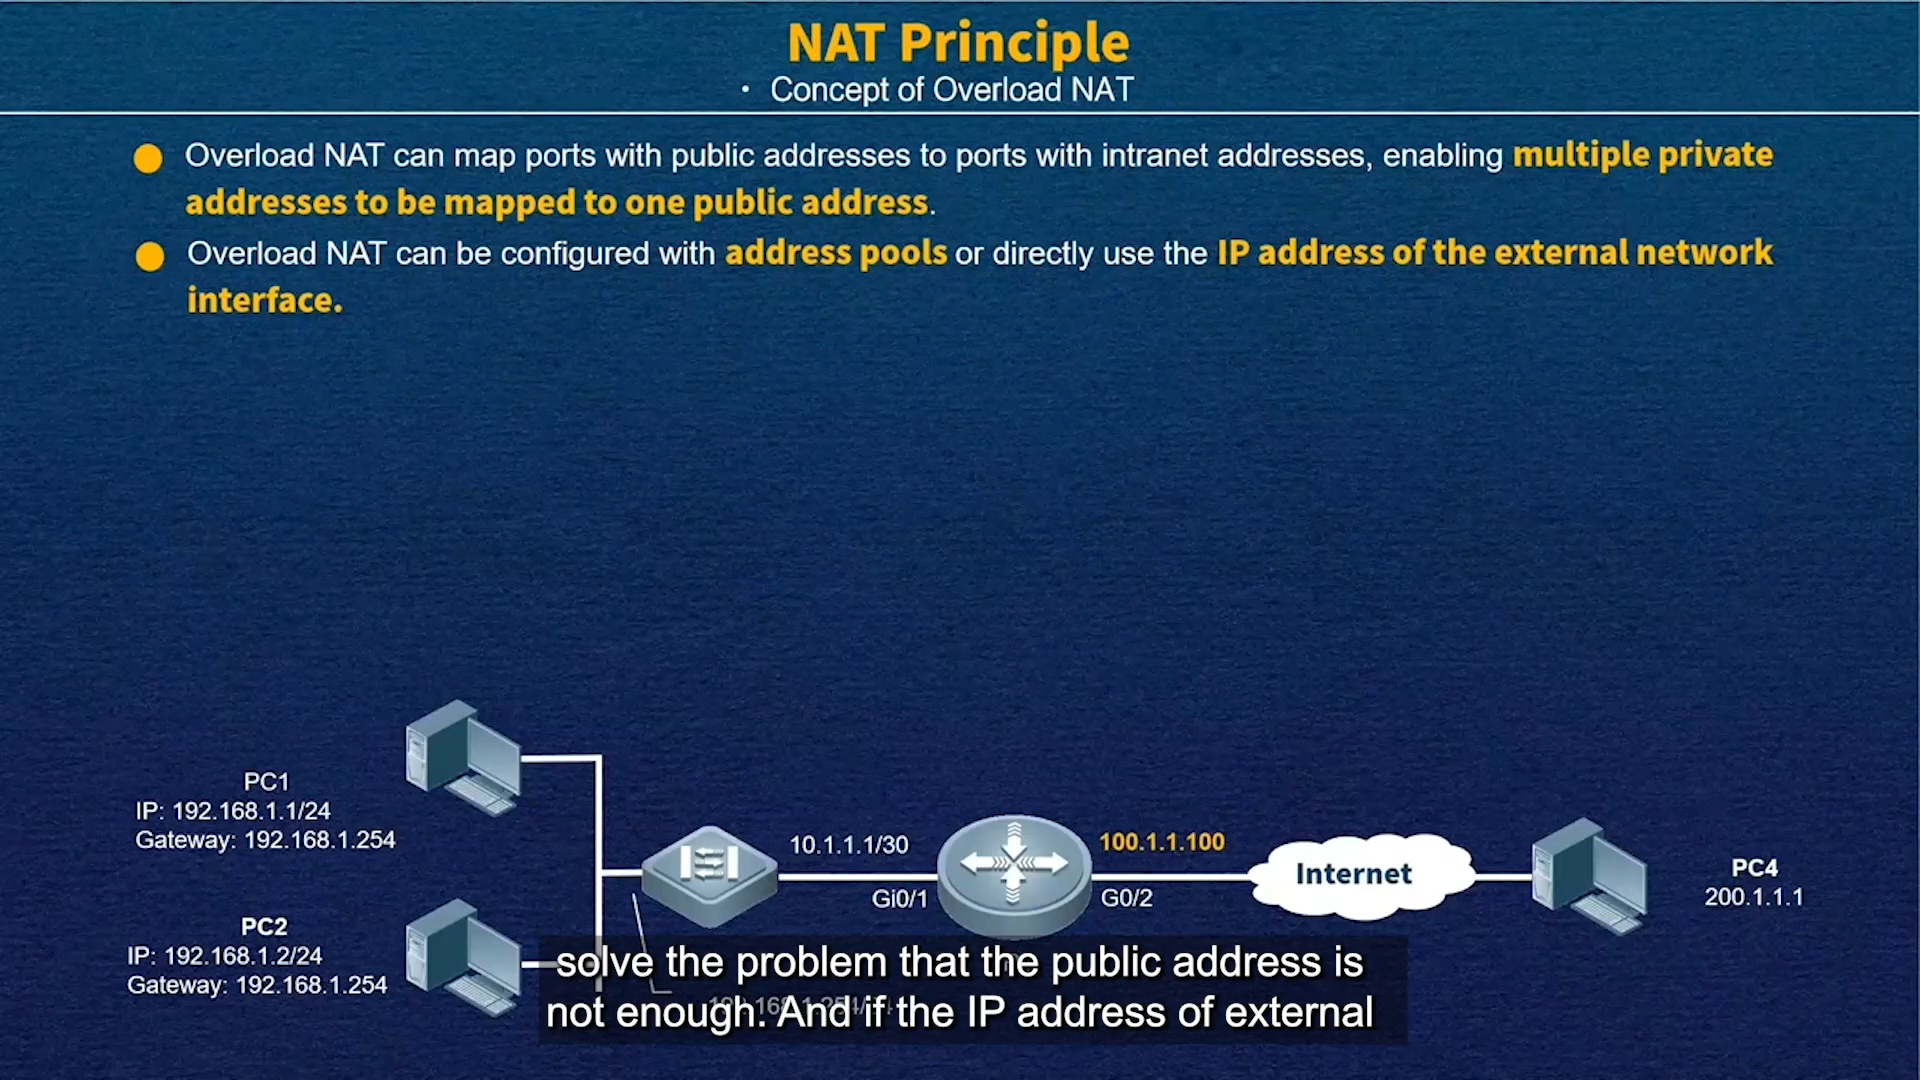 NAT Principle
• Concept of Overload NAT
Overload NAT can map ports with public addresses to ports with intranet addresses, enabling multiple private
addresses to be mapped to one public address.
Overload NAT can be configured with address pools or directly use the IP address of the external network
interface.
PC1
IP: 192.168.1.1/24
Gateway: 192.168.1.254
10.1.1.1/30
100.1.1.100
Internet
PC4
200.1.1.1
Gi0/1
G0/2
PC2
IP: 192.168.1.2/24
Gateway: 192.168.1.254
solve the problem that the public address is
not enough. And if the IP address of external